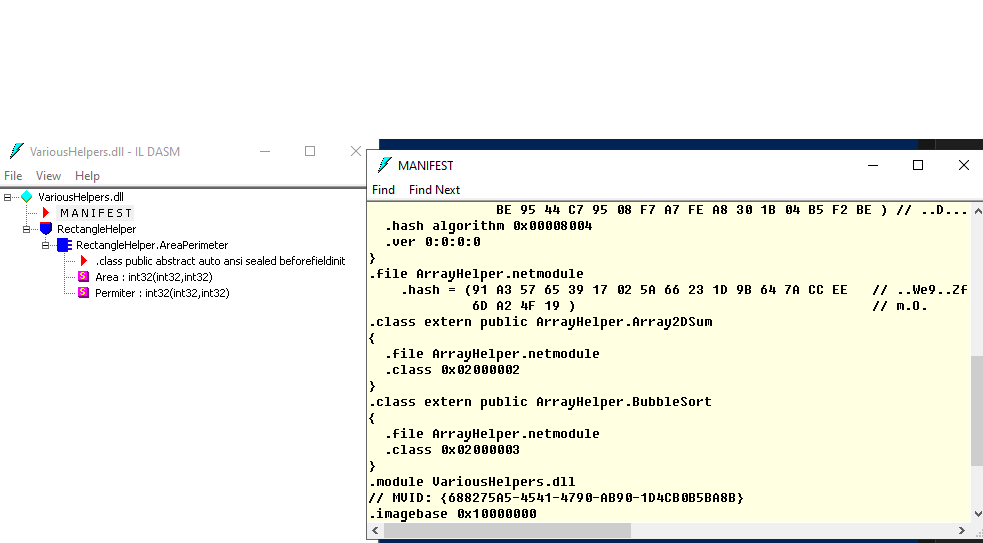 VariousHelpers.dll - IL DASM
File View Help
VariousHelpers.dll
MANIFEST
RectangleHelper
RectangleHelper.AreaPerimeter
.class public abstract auto ansi sealed beforefieldinit
Area : int32(int32,int32)
Permiter : int32(int32,int32)
MANIFEST
Find Find Next
BE 95 44 C7 95 08 F7 A7 FE A8 30 1B 04 B5 F2 BE ) // ..D...
.hash algorithm 0x00008004
.ver 0:0:0:0
}
.file ArrayHelper.netmodule
.hash = (91 A3 57 65 39 17 02 5A 66 23 1D 9B 64 7A CC EE // ..We9..Zf
6D A2 4F 19 ) // m.O.
.class extern public ArrayHelper.Array2DSum
{
.file ArrayHelper.netmodule
.class 0x02000002
}
.class extern public ArrayHelper.BubbleSort
{
.file ArrayHelper.netmodule
.class 0x02000003
}
.module VariousHelpers.dll
// MVID: {688275A5-4541-4790-AB90-1D4CB0B5BA8B}
.imagebase 0x10000000